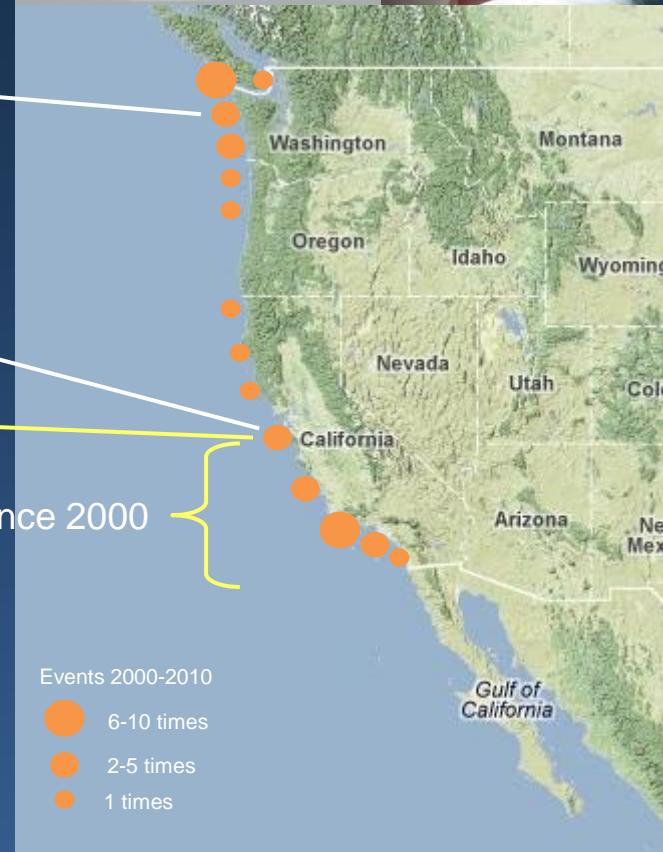 Washington
Montana
Oregon
Idaho
Wyoming
Nevada
Utah
California
nce 2000
Arizona
Ne
Mex
Gulf of
California
Events 2000-2010
6-10 times
2-5 times
1 times